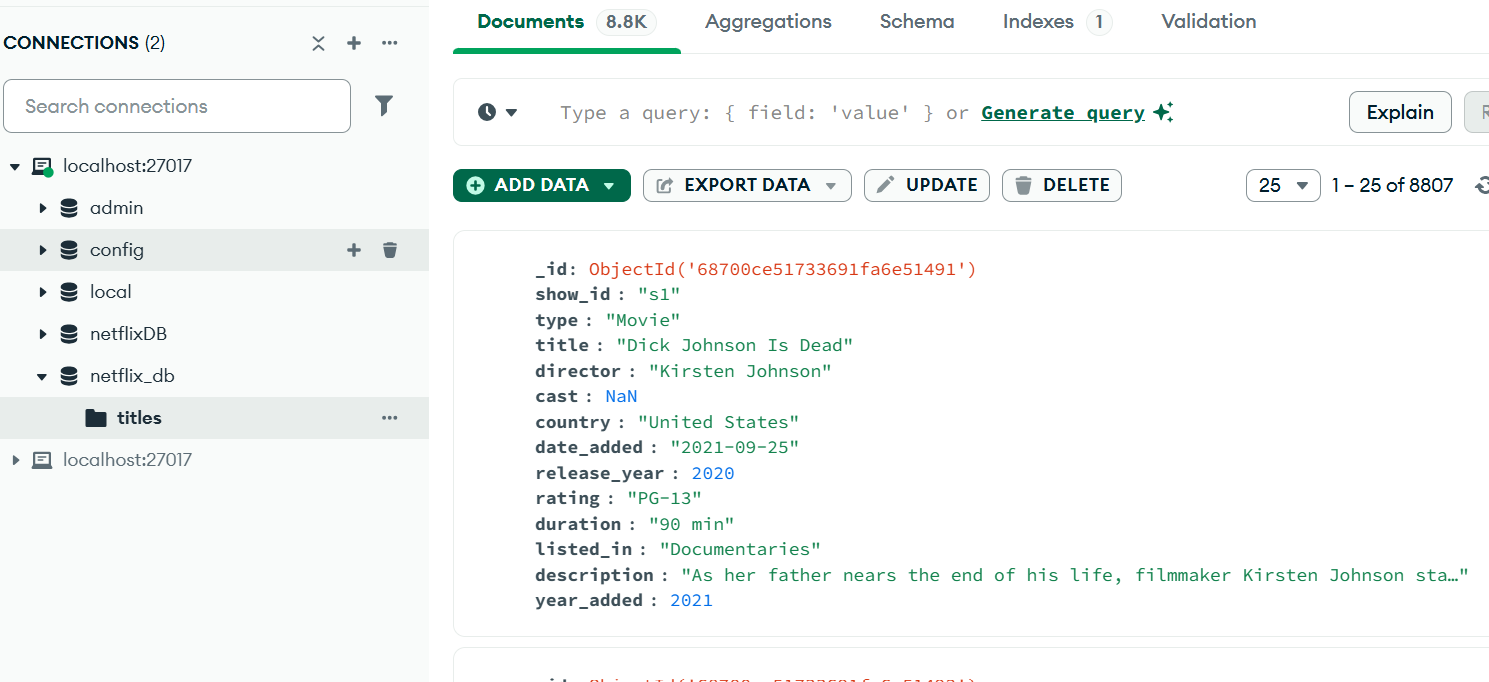 CONNECTIONS (2)
Search connections
localhost:27017
admin
config
local
netflixDB
netflix_db
titles
localhost:27017
Documents 8.8K Aggregations Schema Indexes 1 Validation
Type a query: { field: 'value' } or Generate query Explain
ADD DATA EXPORT DATA UPDATE DELETE 25 1 – 25 of 8807
_id: ObjectId('68700ce51733691fa6e51491')
show_id : "s1"
type : "Movie"
title : "Dick Johnson Is Dead"
director : "Kirsten Johnson"
cast : NaN
country : "United States"
date_added : "2021-09-25"
release_year : 2020
rating : "PG-13"
duration : "90 min"
listed_in : "Documentaries"
description : "As her father nears the end of his life, filmmaker Kirsten Johnson sta…"
year_added : 2021